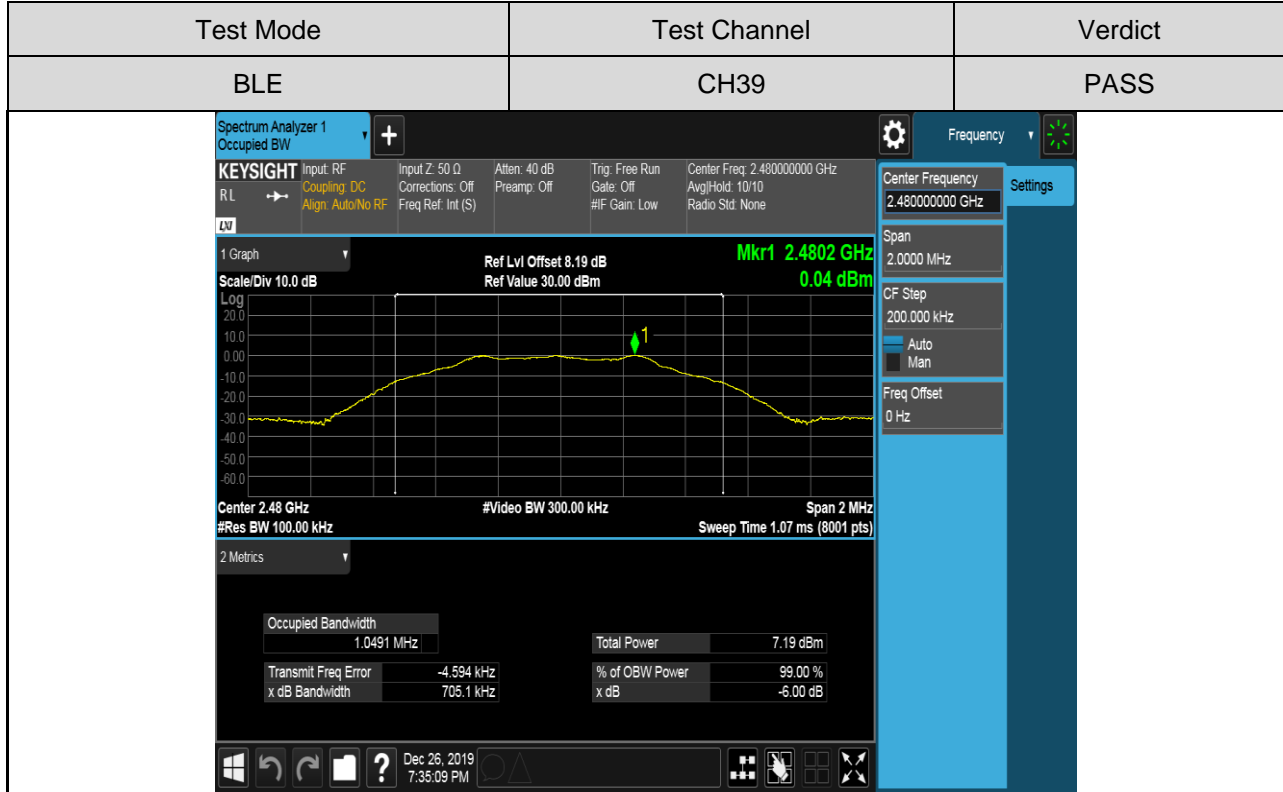 Test Mode Test Channel Verdict
BLE CH39 PASS
Spectrum Analyzer 1
Occupied BW
+
Frequency
KEYSIGHT Input: RF Input Z: 50 Ω Atten: 40 dB Trig: Free Run Center Freq: 2.480000000 GHz
RL Coupling: DC Corrections: Off Preamp: Off Gate: Off Avg|Hold: 10/10
Align: Auto/No RF Freq Ref: Int (S) #IF Gain: Low Radio Std: None
LXI
Center Frequency
2.480000000 GHz
Settings
Span
2.0000 MHz
CF Step
200.000 kHz
Auto
Man
Freq Offset
0 Hz
1 Graph
Ref Lvl Offset 8.19 dB Mkr1 2.4802 GHz
Scale/Div 10.0 dB Ref Value 30.00 dBm 0.04 dBm
Log
20.0
10.0
0.00
-10.0
-20.0
-30.0
-40.0
-50.0
-60.0
1
Center 2.48 GHz #Video BW 300.00 kHz Span 2 MHz
#Res BW 100.00 kHz Sweep Time 1.07 ms (8001 pts)
2 Metrics
Occupied Bandwidth
1.0491 MHz Total Power 7.19 dBm
Transmit Freq Error -4.594 kHz % of OBW Power 99.00 %
x dB Bandwidth 705.1 kHz x dB -6.00 dB
?
Dec 26, 2019
7:35:09 PM